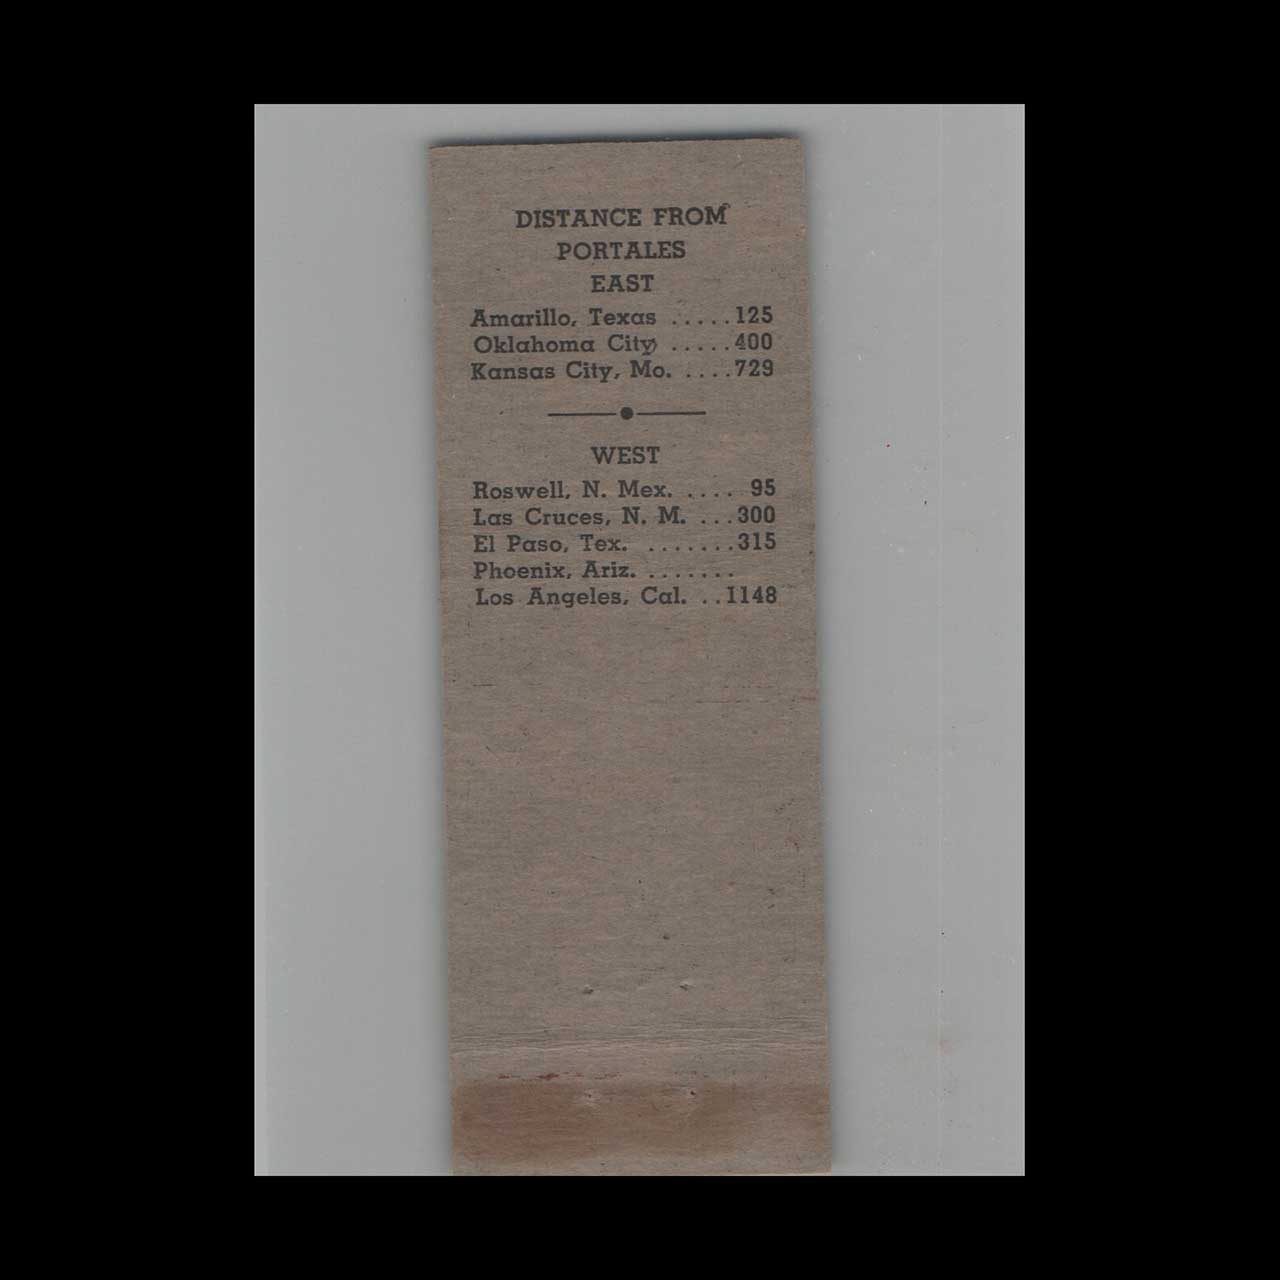 DISTANCE FROM
PORTALES
EAST
Amarillo, Texas .....125
Oklahoma City .....400
Kansas City, Mo. ....729
WEST
Roswell, N. Mex. .... 95
Las Cruces, N. M. ...300
El Paso, Tex. .......315
Phoenix, Ariz. .......
Los Angeles, Cal. ..1148